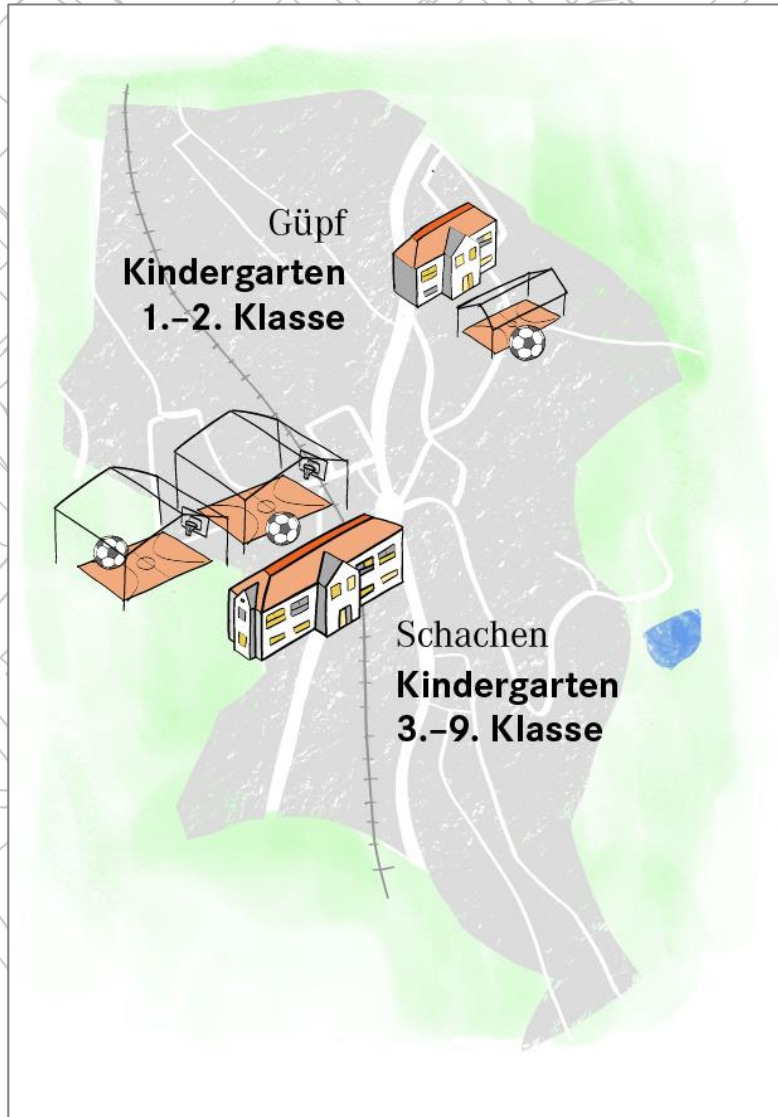 Güpf
Kindergarten
1.–2. Klasse
Schachen
Kindergarten
3.–9. Klasse